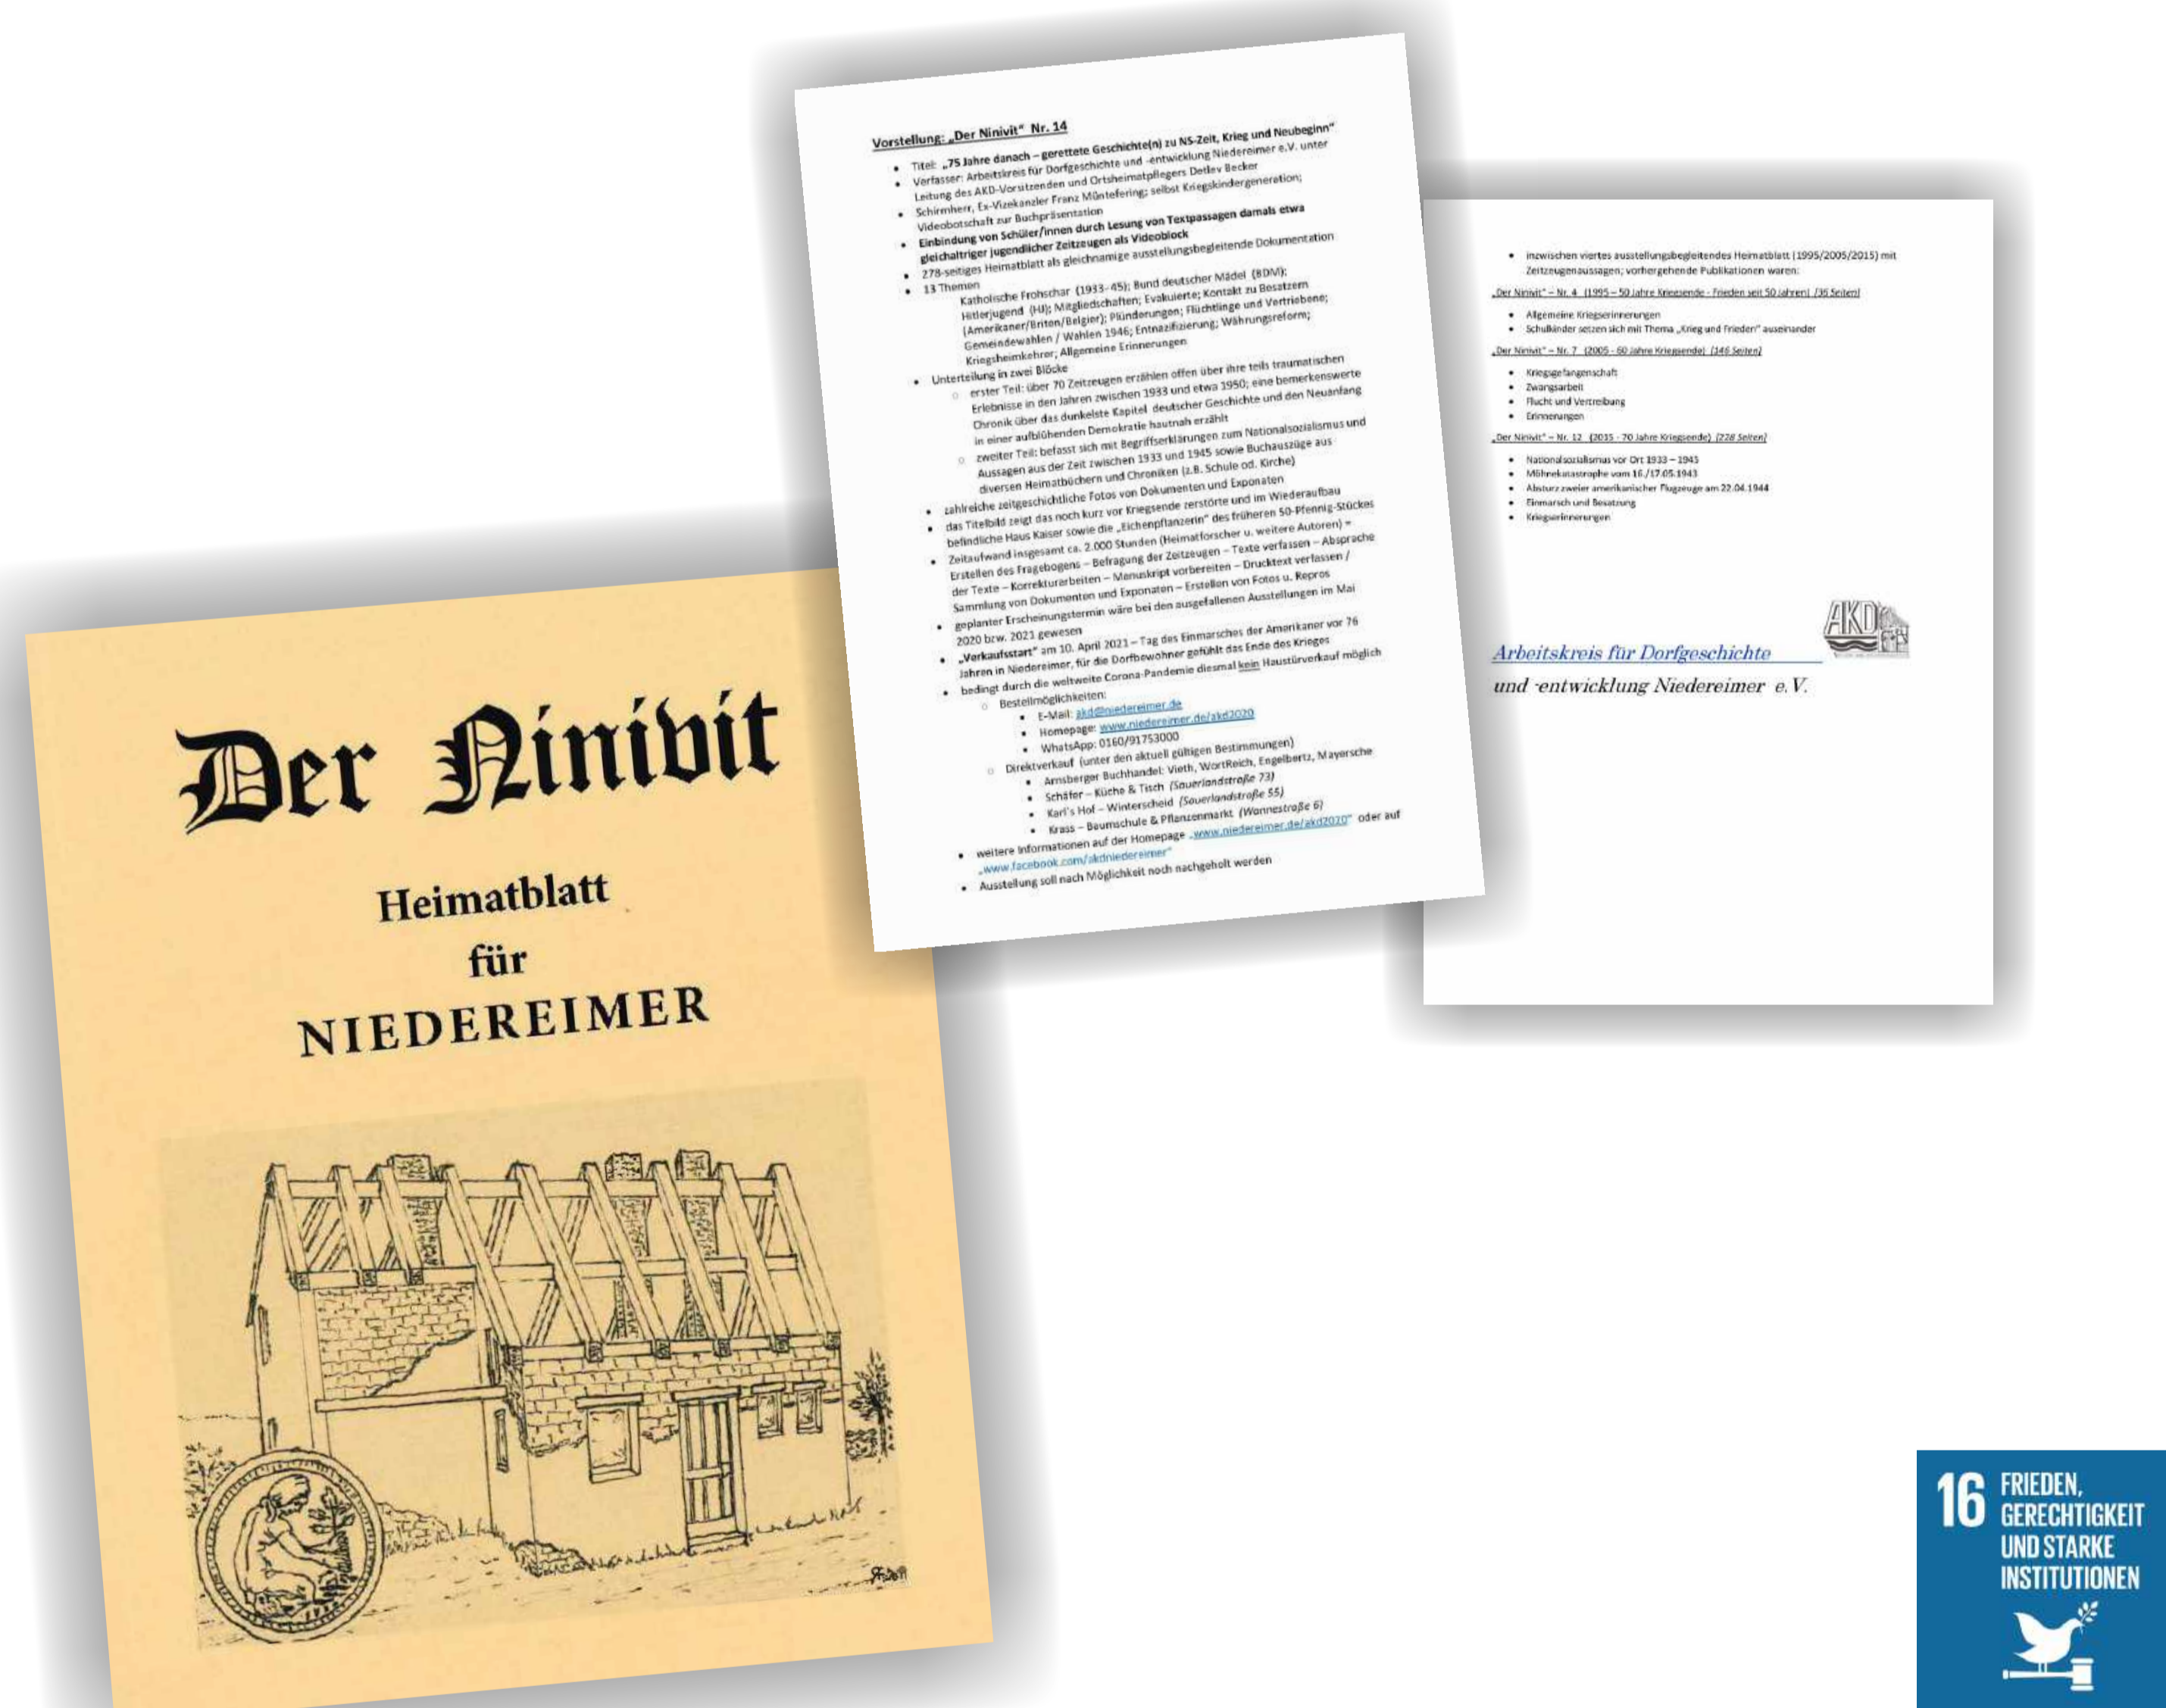 Der Ninivit
Heimatblatt
für
NIEDEREIMER
Vorstellung: „Der Ninivit“ Nr. 14
• Titel: „75 Jahre danach – gerettete Geschichte(n) zu NS-Zeit, Krieg und Neubeginn“
• Verfasser: Arbeitskreis für Dorfgeschichte und -entwicklung Niedereimer e.V. unter
Leitung des AKD-Vorsitzenden und Ortsheimatpflegers Detlev Becker
• Schirmherr, Ex-Vizekanzler Franz Müntefering; selbst Kriegskindergeneration;
Videobotschaft zur Buchpräsentation
• Einbindung von Schüler/innen durch Lesung von Textpassagen damals etwa
gleichaltriger jugendlicher Zeitzeugen als Videoblock
• 278-seitiges Heimatblatt als gleichnamige ausstellungsbegleitende Dokumentation
• 13 Themen
Katholische Frohschar (1933-45); Bund deutscher Mädel (BDM);
Hitlerjugend (HJ); Mitgliedschaften; Evakuierte; Kontakt zu Besatzern
(Amerikaner/Briten/Belgier); Plünderungen; Flüchtlinge und Vertriebene;
Gemeindewahlen / Wahlen 1946; Entnazifizierung; Währungsreform;
Kriegsheimkehrer; Allgemeine Erinnerungen
• Unterteilung in zwei Blöcke
○ erster Teil: über 70 Zeitzeugen erzählen offen über ihre teils traumatischen
Erlebnisse in den Jahren zwischen 1933 und etwa 1950; eine bemerkenswerte
Chronik über das dunkelste Kapitel deutscher Geschichte und den Neuanfang
in einer aufblühenden Demokratie hautnah erzählt
○ zweiter Teil: befasst sich mit Begriffserklärungen zum Nationalsozialismus und
Aussagen aus der Zeit zwischen 1933 und 1945 sowie Buchauszüge aus
diversen Heimatbüchern und Chroniken (z.B. Schule od. Kirche)
• zahlreiche zeitgeschichtliche Fotos von Dokumenten und Exponaten
• das Titelbild zeigt das noch kurz vor Kriegsende zerstörte und im Wiederaufbau
befindliche Haus Kaiser sowie die „Eichenpflanzerin“ des früheren 50-Pfennig-Stückes
• Zeitaufwand insgesamt ca. 2.000 Stunden (Heimatforscher u. weitere Autoren) =
Erstellen des Fragebogens – Befragung der Zeitzeugen – Texte verfassen – Absprache
der Texte – Korrekturarbeiten – Manuskript vorbereiten – Drucktext verfassen /
Sammlung von Dokumenten und Exponaten – Erstellen von Fotos u. Repros
• geplanter Erscheinungstermin wäre bei den ausgefallenen Ausstellungen im Mai
2020 bzw. 2021 gewesen
• „Verkaufsstart“ am 10. April 2021 – Tag des Einmarsches der Amerikaner vor 76
Jahren in Niedereimer, für die Dorfbewohner gefühlt das Ende des Krieges
• bedingt durch die weltweite Corona-Pandemie diesmal kein Haustürverkauf möglich
○ Bestellmöglichkeiten:
• E-Mail: akd@niedereimer.de
• Homepage: www.niedereimer.de/akd2020
• WhatsApp: 0160/91753000
○ Direktverkauf (unter den aktuell gültigen Bestimmungen)
• Arnsberger Buchhandel: Vieth, WortReich, Engelbertz, Mayersche
• Schäfer – Küche & Tisch (Sauerlandstraße 73)
• Karl's Hof – Winterscheid (Sauerlandstraße 55)
• Krass – Baumschule & Pflanzenmarkt (Wannestraße 6)
• weitere Informationen auf der Homepage „www.niedereimer.de/akd2020“ oder auf
„www.facebook.com/akdniedereimer“
• Ausstellung soll nach Möglichkeit noch nachgeholt werden
• inzwischen viertes ausstellungsbegleitendes Heimatblatt (1995/2005/2015) mit
Zeitzeugenaussagen; vorhergehende Publikationen waren:
„Der Ninivit“ – Nr. 4 (1995 – 50 Jahre Kriegsende - Frieden seit 50 Jahren) [36 Seiten]
• Allgemeine Kriegserinnerungen
• Schulkinder setzen sich mit Thema „Krieg und Frieden“ auseinander
„Der Ninivit“ – Nr. 7 (2005 - 60 Jahre Kriegsende) [146 Seiten]
• Kriegsgefangenschaft
• Zwangsarbeit
• Flucht und Vertreibung
• Erinnerungen
„Der Ninivit“ – Nr. 12 (2015 - 70 Jahre Kriegsende) [228 Seiten]
• Nationalsozialismus vor Ort 1933 – 1945
• Möhnekatastrophe vom 16./17.05.1943
• Absturz zweier amerikanischer Flugzeuge am 22.04.1944
• Einmarsch und Besatzung
• Kriegserinnerungen
AKD
Arbeitskreis für Dorfgeschichte
und -entwicklung Niedereimer e.V.
16 FRIEDEN,
GERECHTIGKEIT
UND STARKE
INSTITUTIONEN